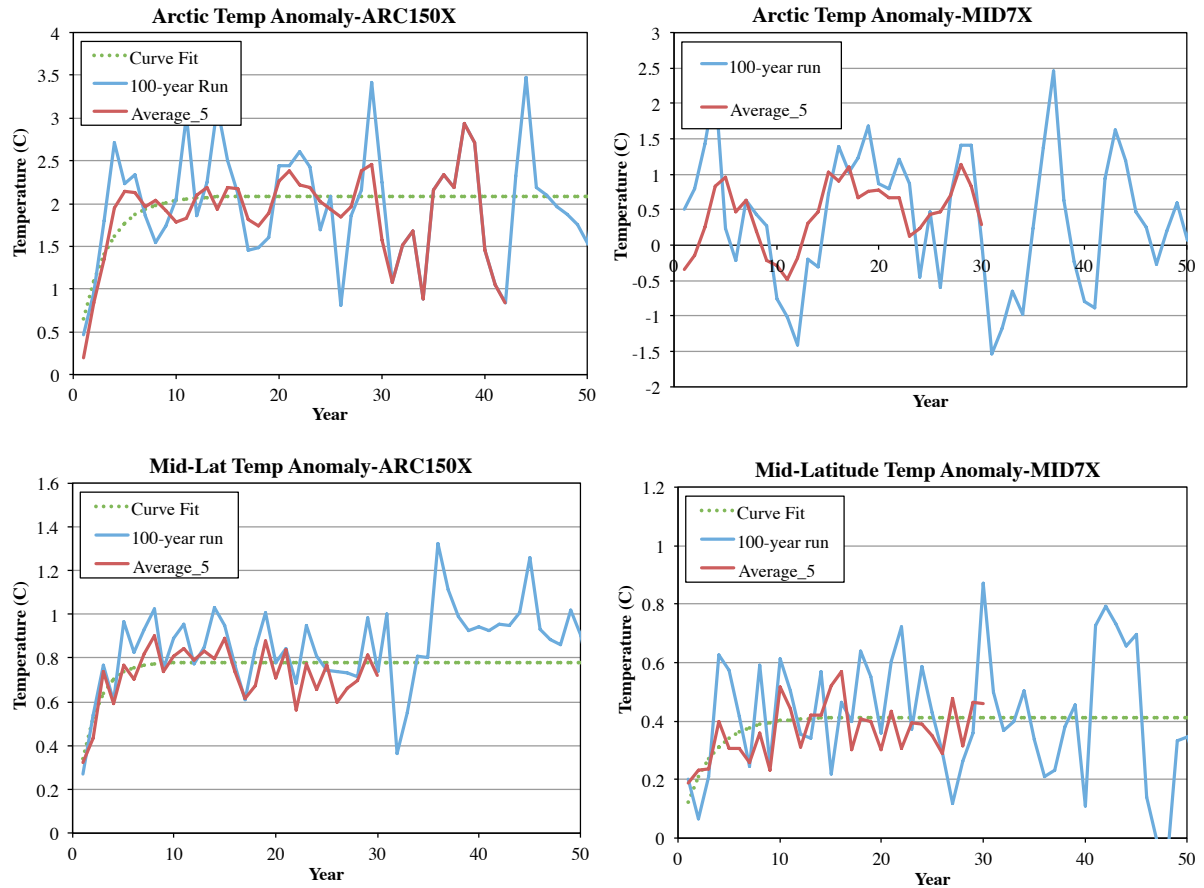 Arctic Temp Anomaly-ARC150X
4
3.5
3
2.5
2
1.5
1
0.5
0
Temperature (C)
Curve Fit
100-year Run
Average_5
0 10 20 30 40 50
Year
Arctic Temp Anomaly-MID7X
3
2.5
2
1.5
1
0.5
0
-0.5
-1
-1.5
-2
Temperature (C)
100-year run
Average_5
0 10 20 30 40 50
Year
Mid-Lat Temp Anomaly-ARC150X
1.6
1.4
1.2
1
0.8
0.6
0.4
0.2
0
Temperature (C)
Curve Fit
100-year run
Average_5
0 10 20 30 40 50
Year
Mid-Latitude Temp Anomaly-MID7X
1.2
1
0.8
0.6
0.4
0.2
0
Temperature (C)
Curve Fit
100-year run
Average_5
0 10 20 30 40 50
Year